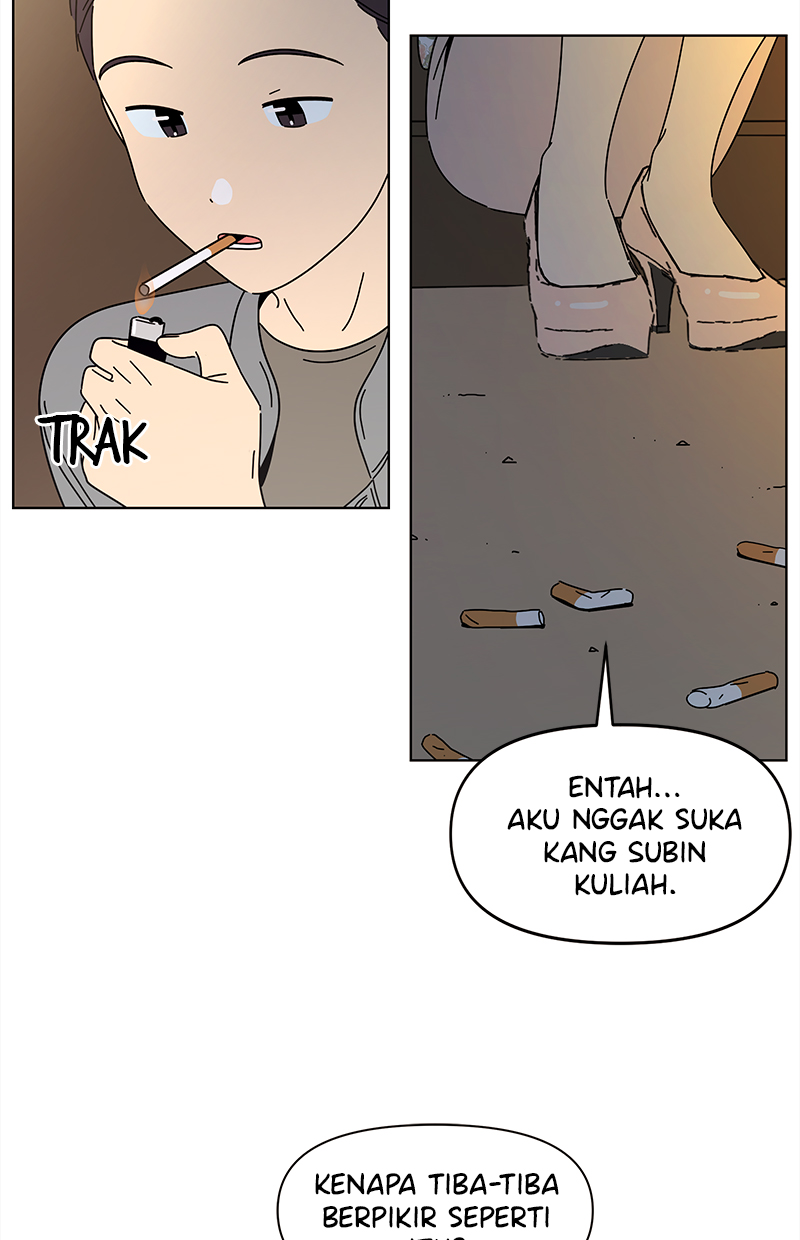 TRAK
ENTAH...
AKU NGGAK SUKA
KANG SUBIN
KULIAH.
KENAPA TIBA-TIBA
BERPIKIR SEPERTI